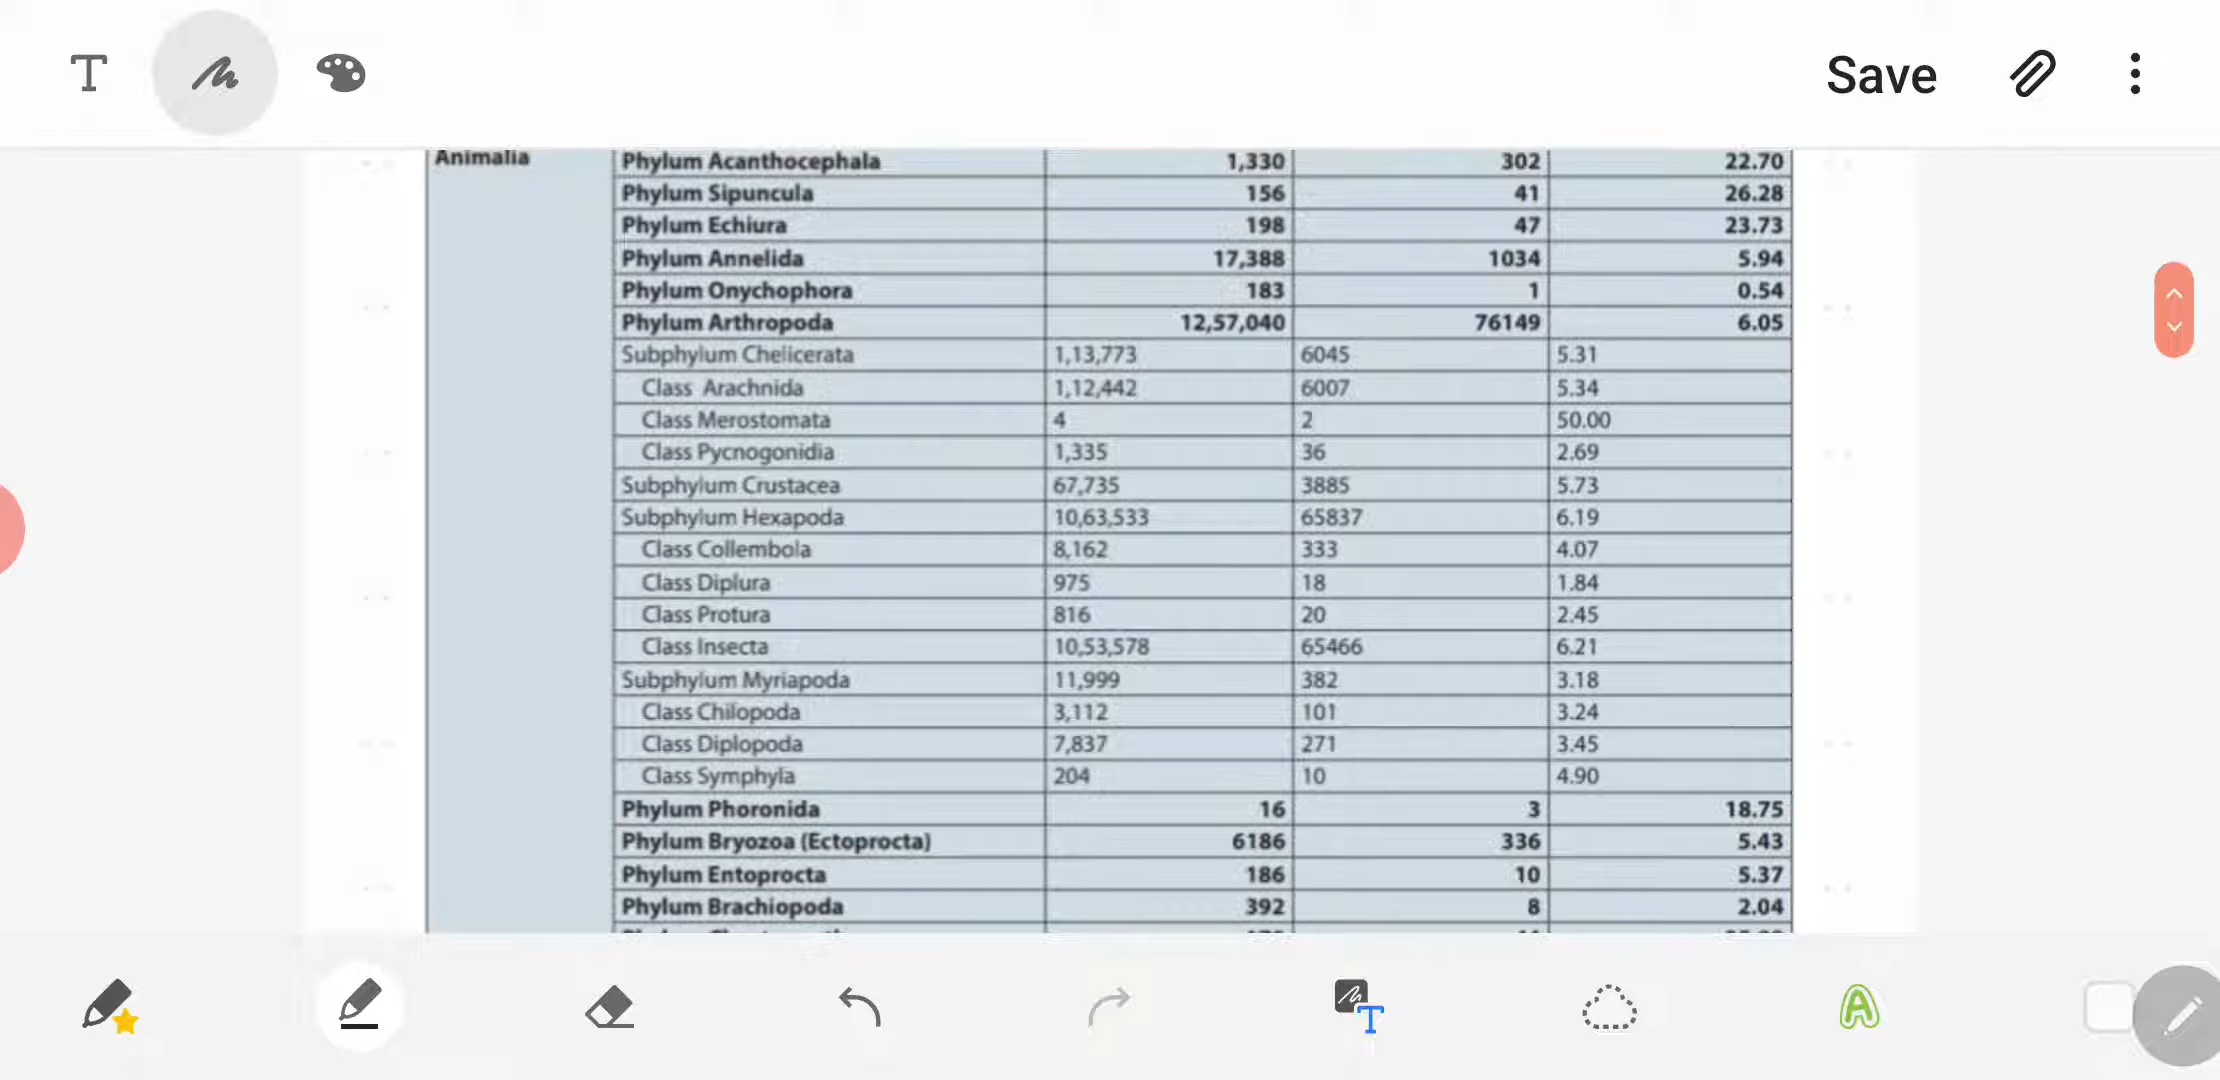 T Save
Animalia Phylum Acanthocephala 1,330 302 22.70
Phylum Sipuncula 156 41 26.28
Phylum Echiura 198 47 23.73
Phylum Annelida 17,388 1034 5.94
Phylum Onychophora 183 1 0.54
Phylum Arthropoda 12,57,040 76149 6.05
Subphylum Chelicerata 1,13,773 6045 5.31
Class Arachnida 1,12,442 6007 5.34
Class Merostomata 4 2 50.00
Class Pycnogonidia 1,335 36 2.69
Subphylum Crustacea 67,735 3885 5.73
Subphylum Hexapoda 10,63,533 65837 6.19
Class Collembola 8,162 333 4.07
Class Diplura 975 18 1.84
Class Protura 816 20 2.45
Class Insecta 10,53,578 65466 6.21
Subphylum Myriapoda 11,999 382 3.18
Class Chilopoda 3,112 101 3.24
Class Diplopoda 7,837 271 3.45
Class Symphyla 204 10 4.90
Phylum Phoronida 16 3 18.75
Phylum Bryozoa (Ectoprocta) 6186 336 5.43
Phylum Entoprocta 186 10 5.37
Phylum Brachiopoda 392 8 2.04
T A